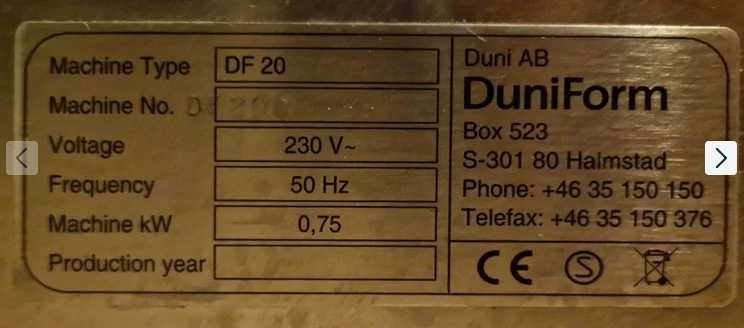 Machine Type DF 20
Machine No.
Voltage 230 V~
Frequency 50 Hz
Machine kW 0,75
Production year
Duni AB
DuniForm
Box 523
S-301 80 Halmstad
Phone: +46 35 150 150
Telefax: +46 35 150 376
CE S